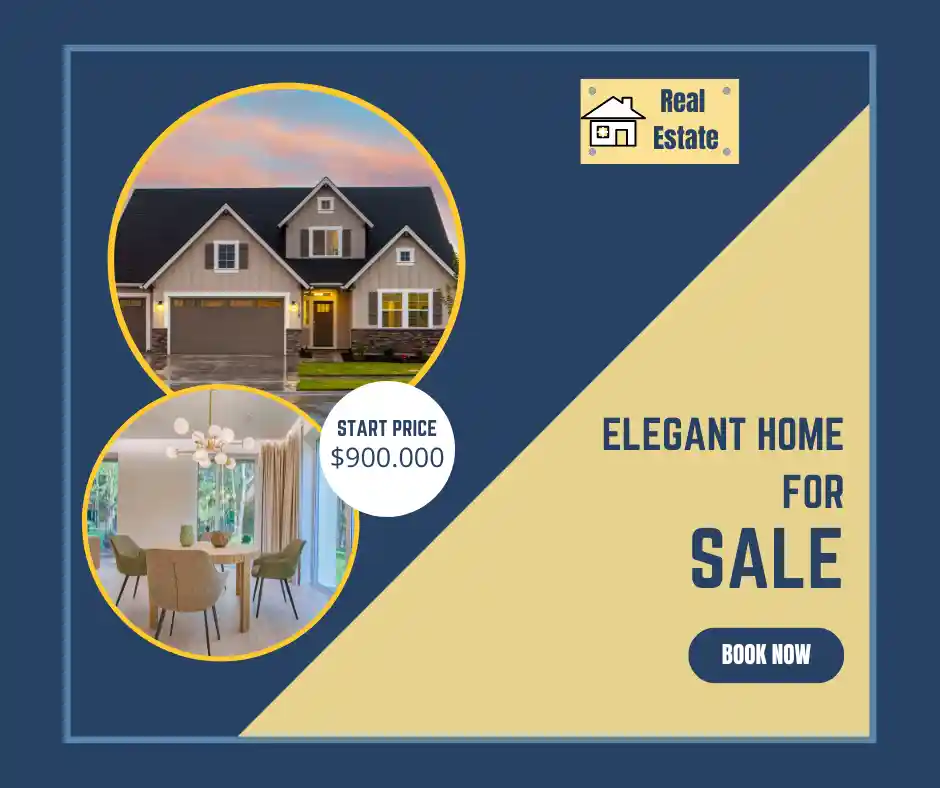 Real
Estate
START PRICE
$900.000
ELEGANT HOME
FOR
SALE
BOOK NOW